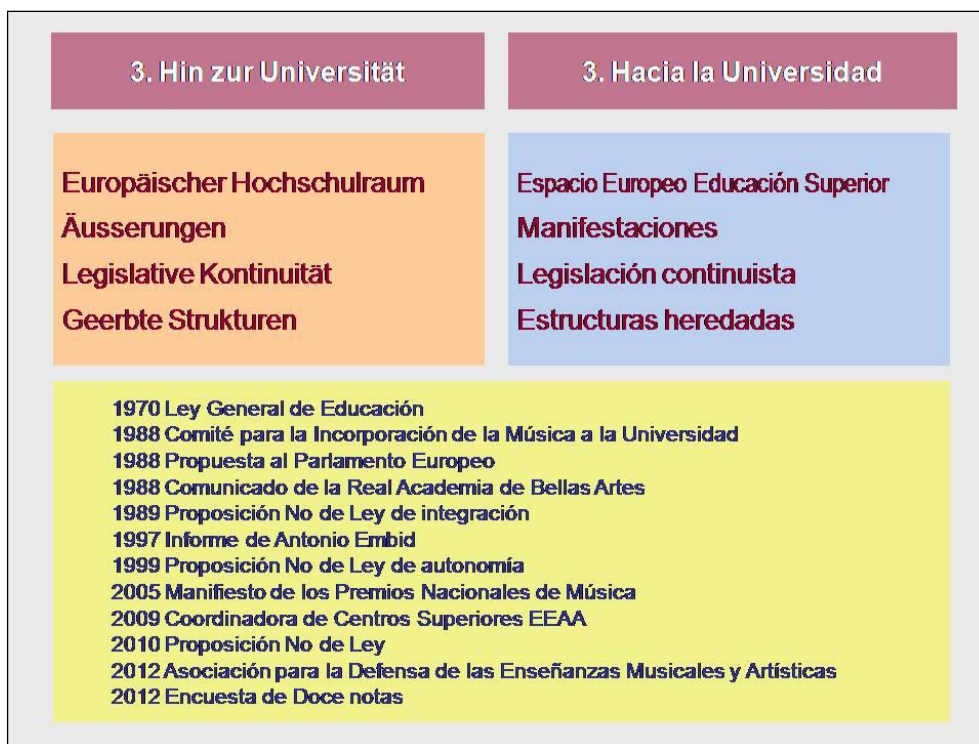 3. Hin zur Universität
3. Hacia la Universidad
Europäischer Hochschulraum
Äusserungen
Legislative Kontinuität
Geerbte Strukturen
Espacio Europeo Educación Superior
Manifestaciones
Legislación continuista
Estructuras heredadas
1970 Ley General de Educación
1988 Comité para la Incorporación de la Música a la Universidad
1988 Propuesta al Parlamento Europeo
1988 Comunicado de la Real Academia de Bellas Artes
1989 Proposición No de Ley de integración
1997 Informe de Antonio Embid
1999 Proposición No de Ley de autonomía
2005 Manifiesto de los Premios Nacionales de Música
2009 Coordinadora de Centros Superiores EEAA
2010 Proposición No de Ley
2012 Asociación para la Defensa de las Enseñanzas Musicales y Artísticas
2012 Encuesta de Doce notas